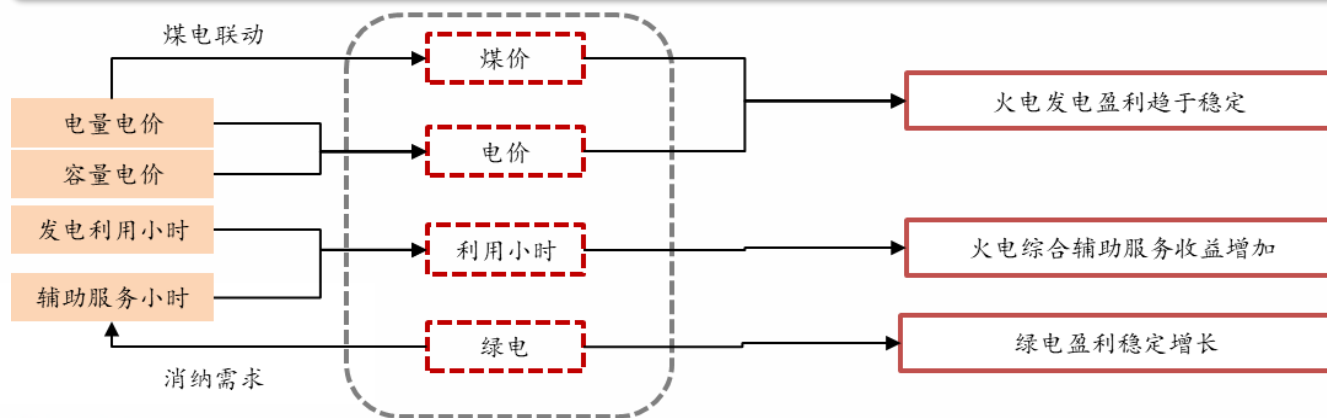 煤电联动
煤价
火电发电盈利趋于稳定
电量电价
电价
容量电价
发电利用小时
利用小时
火电综合辅助服务收益增加
辅助服务小时
绿电
绿电盈利稳定增长
消纳需求